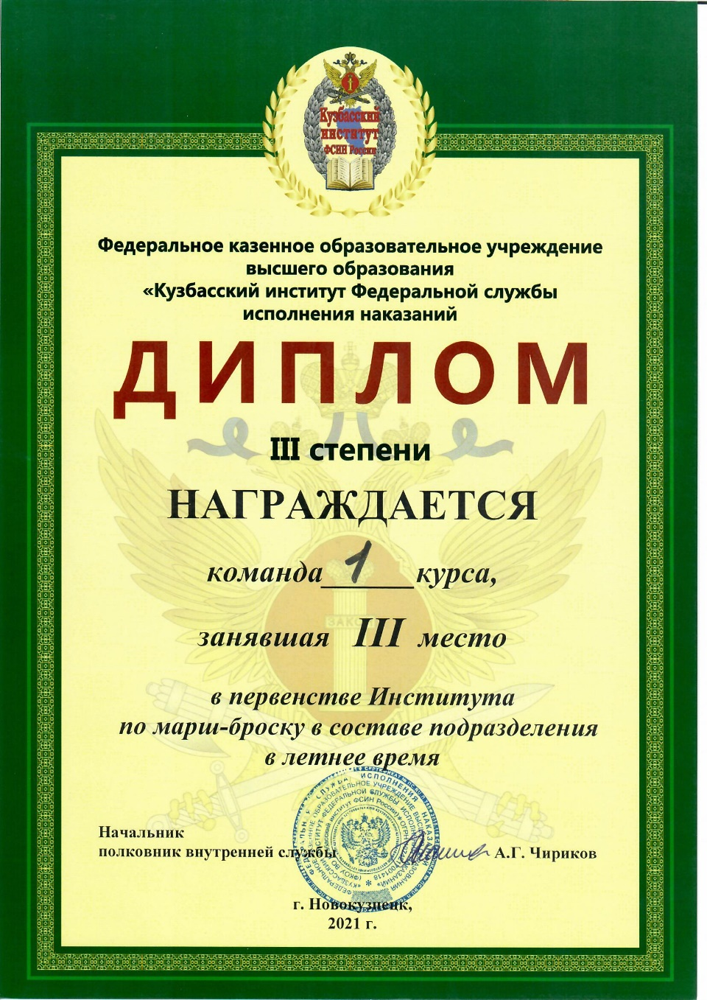 Кузбасский
институт
ФСИН России
Федеральное казенное образовательное учреждение
высшего образования
«Кузбасский институт Федеральной службы
исполнения наказаний
ДИПЛОМ
III степени
НАГРАЖДАЕТСЯ
команда 1 курса,
занявшая III место
ЗАКОН
в первенстве Института
по марш-броску в составе подразделения
в летнее время
Начальник
полковник внутренней службы А.Г. Чириков
г. Новокузнецк,
2021 г.